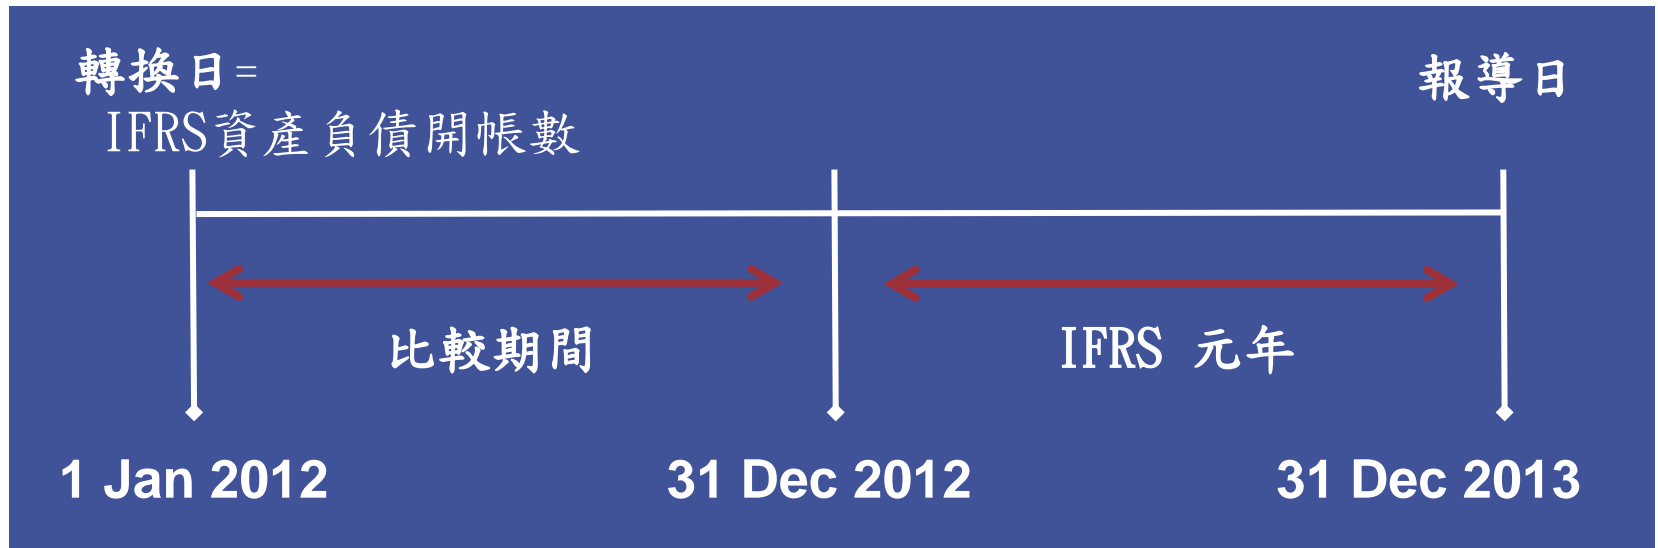 轉換日=
報導日
IFRS資產負債開帳數
比較期間
IFRS 元年
1 Jan 2012
31 Dec 2012
31 Dec 2013